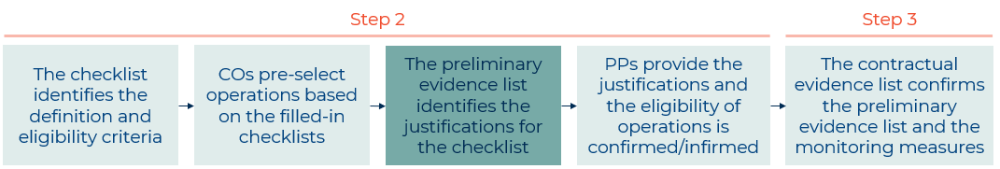 Step 2
Step 3
The checklist
identifies the
definition and
eligibility criteria
COs pre-select
operations based
on the filled-in
checklists
The preliminary
evidence list
identifies the
justifications for
the checklist
PPs provide the
justifications and
the eligibility of
operations is
confirmed/infirmed
The contractual
evidence list confirms
the preliminary
evidence list and the
monitoring measures